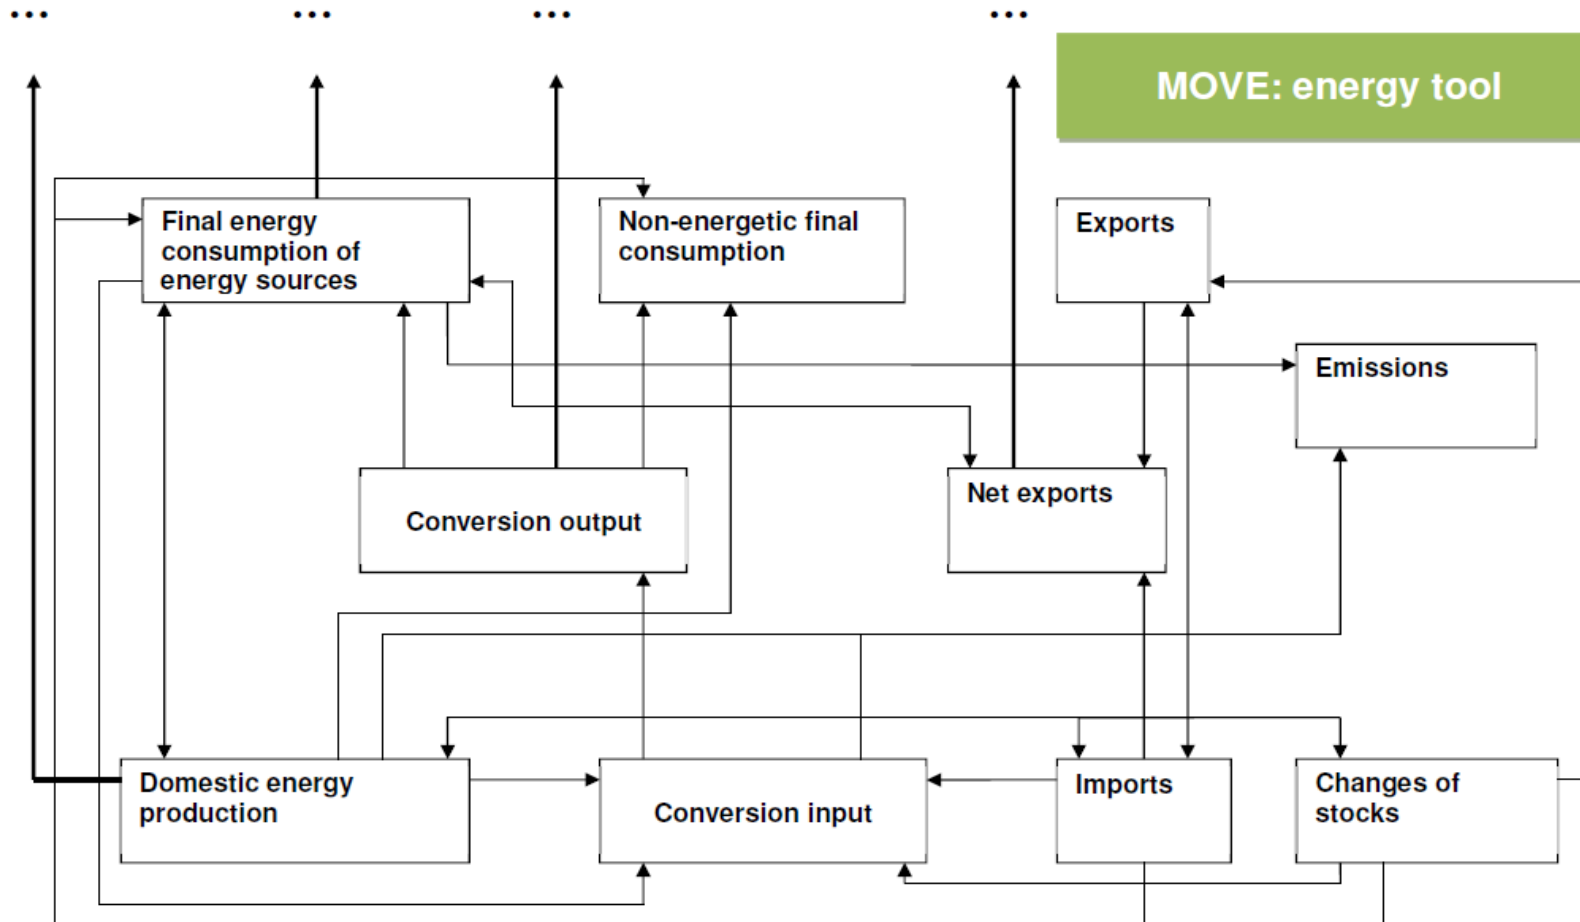 ... ... ... ...
MOVE: energy tool
Final energy
consumption of
energy sources
Non-energetic final
consumption
Exports
Emissions
Conversion output
Net exports
Domestic energy
production
Conversion input
Imports
Changes of
stocks